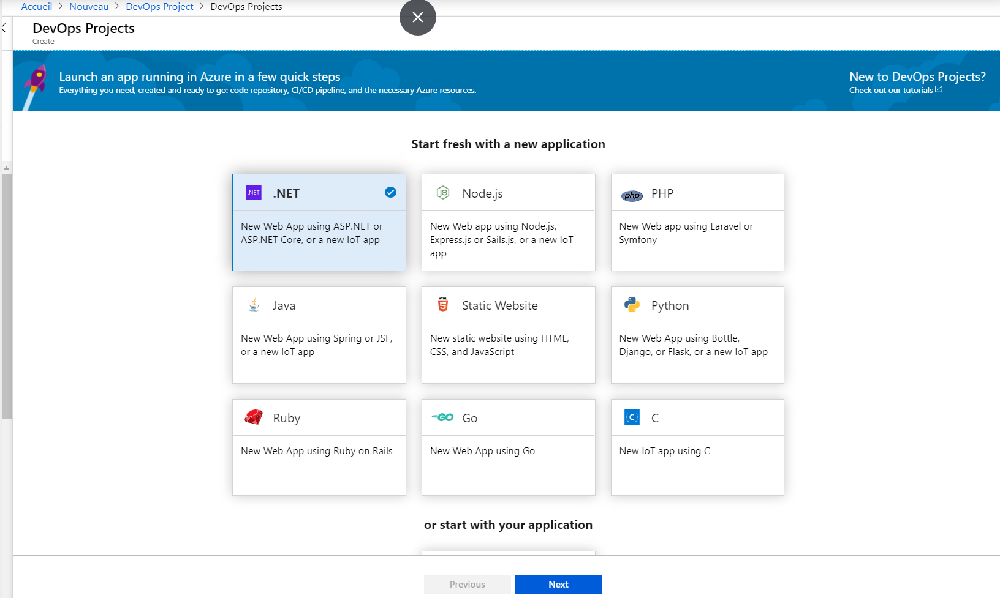 Accueil > Nouveau > DevOps Project > DevOps Projects
DevOps Projects
Create
Launch an app running in Azure in a few quick steps
Everything you need, created and ready to go: code repository, CI/CD pipeline, and the necessary Azure resources.
New to DevOps Projects?
Check out our tutorials
Start fresh with a new application
.NET .NET
New Web App using ASP.NET or
ASP.NET Core, or a new IoT app
JS Node.js
New Web app using Node.js,
Express.js or Sails.js, or a new IoT
app
php PHP
New Web app using Laravel or
Symfony
Java
New Web App using Spring or JSF,
or a new IoT app
HTML 5 Static Website
New static website using HTML,
CSS, and JavaScript
Python
New Web App using Bottle,
Django, or Flask, or a new IoT app
Ruby
New Web App using Ruby on Rails
GO Go
New Web App using Go
{C} C
New IoT app using C
or start with your application
Previous
Next